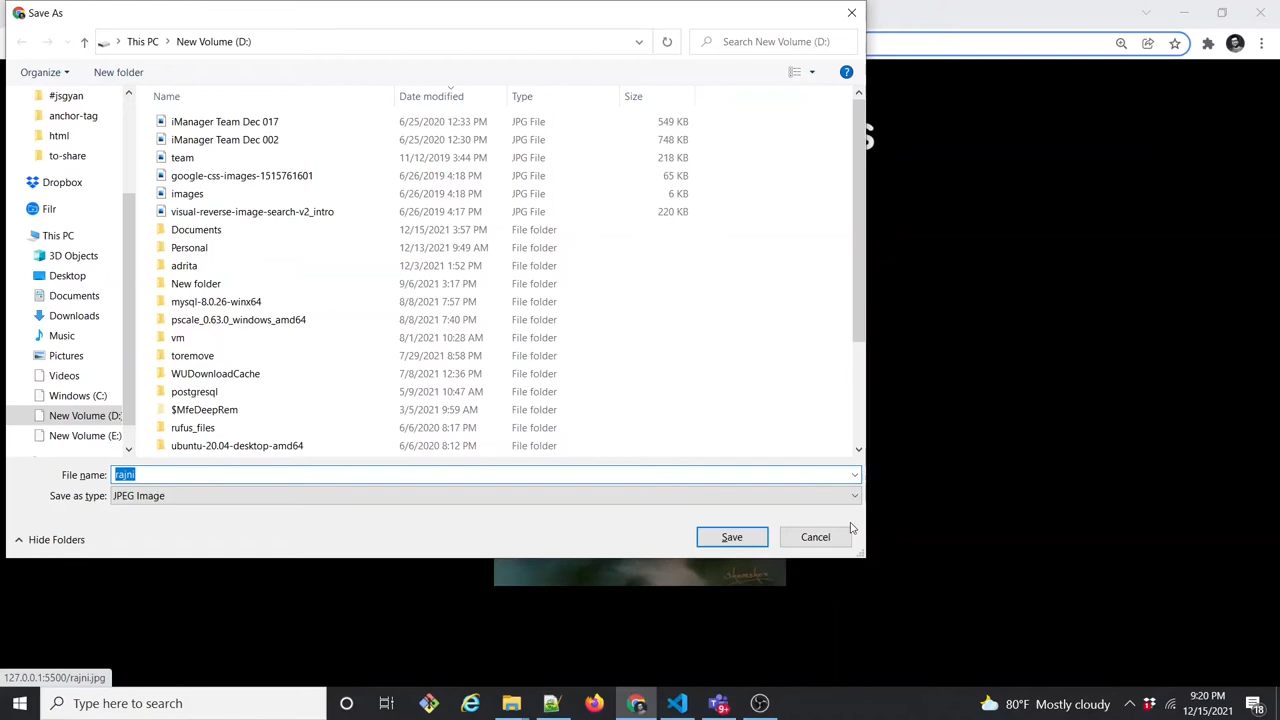 Save As
This PC New Volume (D:) Search New Volume (D:)
Organize New folder
Name Date modified Type Size
#jsgyan
anchor-tag
html
to-share
Dropbox
Filr
This PC
3D Objects
Desktop
Documents
Downloads
Music
Pictures
Videos
Windows (C:)
New Volume (D:
New Volume (E:)
iManager Team Dec 017 6/25/2020 12:33 PM JPG File 549 KB
iManager Team Dec 002 6/25/2020 12:30 PM JPG File 748 KB
team 11/12/2019 3:44 PM JPG File 218 KB
google-css-images-1515761601 6/26/2019 4:18 PM JPG File 65 KB
images 6/26/2019 4:18 PM JPG File 6 KB
visual-reverse-image-search-v2_intro 6/26/2019 4:17 PM JPG File 220 KB
Documents 12/15/2021 3:57 PM File folder
Personal 12/13/2021 9:49 AM File folder
adrita 12/3/2021 1:52 PM File folder
New folder 9/6/2021 3:17 PM File folder
mysql-8.0.26-winx64 8/8/2021 7:57 PM File folder
pscale_0.63.0_windows_amd64 8/8/2021 7:40 PM File folder
vm 8/1/2021 10:28 AM File folder
toremove 7/29/2021 8:58 PM File folder
WUDownloadCache 7/8/2021 12:36 PM File folder
postgresql 5/9/2021 10:47 AM File folder
$MfeDeepRem 3/5/2021 9:59 AM File folder
rufus_files 6/6/2020 8:17 PM File folder
ubuntu-20.04-desktop-amd64 6/6/2020 8:12 PM File folder
File name: rajni
Save as type: JPEG Image
Hide Folders Save Cancel
s
127.0.0.1:5500/rajni.jpg
Type here to search
9+
80°F Mostly cloudy
9:20 PM
12/15/2021
18